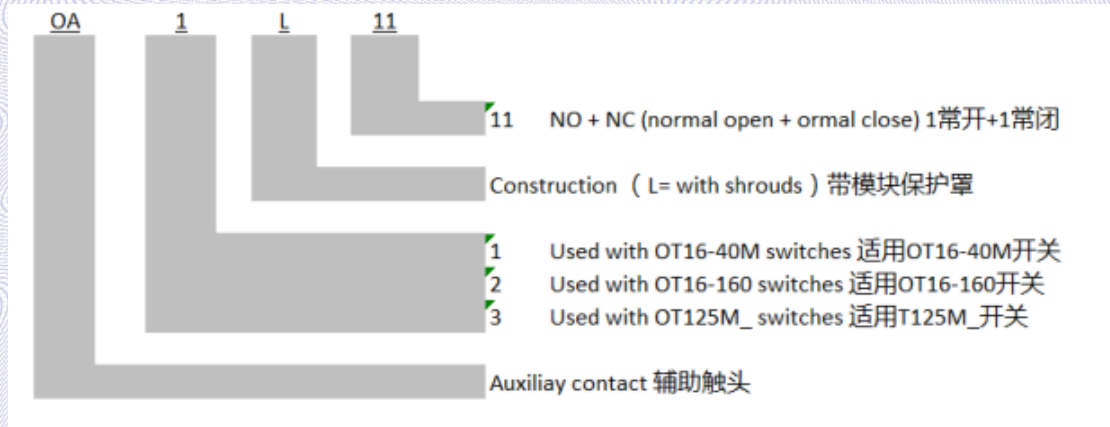 OA 1 L 11
11 NO + NC (normal open + ormal close) 1常开+1常闭
Construction （ L= with shrouds ）带模块保护罩
1 Used with OT16-40M switches 适用OT16-40M开关
2 Used with OT16-160 switches 适用OT16-160开关
3 Used with OT125M_ switches 适用T125M_开关
Auxiliay contact 辅助触头